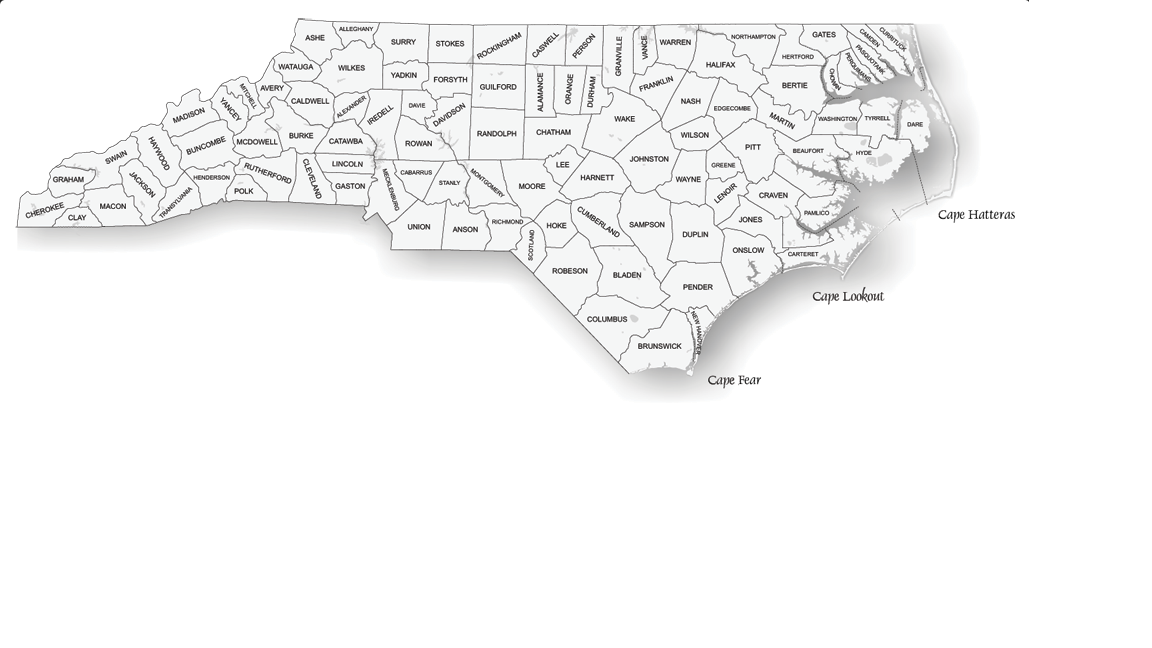 ASHE
ALLEGHANY
SURRY
STOKES
ROCKINGHAM
CASWELL
PERSON
GRANVILLE
VANCE
WARREN
NORTHAMPTON
GATES
CAMDEN
CURRITUCK
PASQUOTANK
PERQUIMANS
CHOWAN
HERTFORD
HALIFAX
BERTIE
WATAUGA
WILKES
YADKIN
FORSYTH
GUILFORD
ALAMANCE
ORANGE
DURHAM
FRANKLIN
NASH
EDGECOMBE
MARTIN
WASHINGTON
TYRRELL
DARE
MITCHELL
AVERY
CALDWELL
ALEXANDER
IREDELL
DAVIE
DAVIDSON
RANDOLPH
CHATHAM
WAKE
WILSON
PITT
BEAUFORT
HYDE
MADISON
YANCEY
BUNCOMBE
MCDOWELL
BURKE
CATAWBA
ROWAN
LEE
JOHNSTON
GREENE
WAYNE
LENOIR
CRAVEN
PAMLICO
SWAIN
HAYWOOD
GRAHAM
JACKSON
HENDERSON
RUTHERFORD
CLEVELAND
LINCOLN
GASTON
MECKLENBURG
CABARRUS
STANLY
MONTGOMERY
MOORE
HARNETT
CHEROKEE
CLAY
MACON
TRANSYLVANIA
POLK
UNION
ANSON
RICHMOND
SCOTLAND
HOKE
CUMBERLAND
SAMPSON
DUPLIN
JONES
ONSLOW
CARTERET
Cape Hatteras
ROBESON
BLADEN
PENDER
Cape Lookout
COLUMBUS
BRUNSWICK
NEW HANOVER
Cape Fear